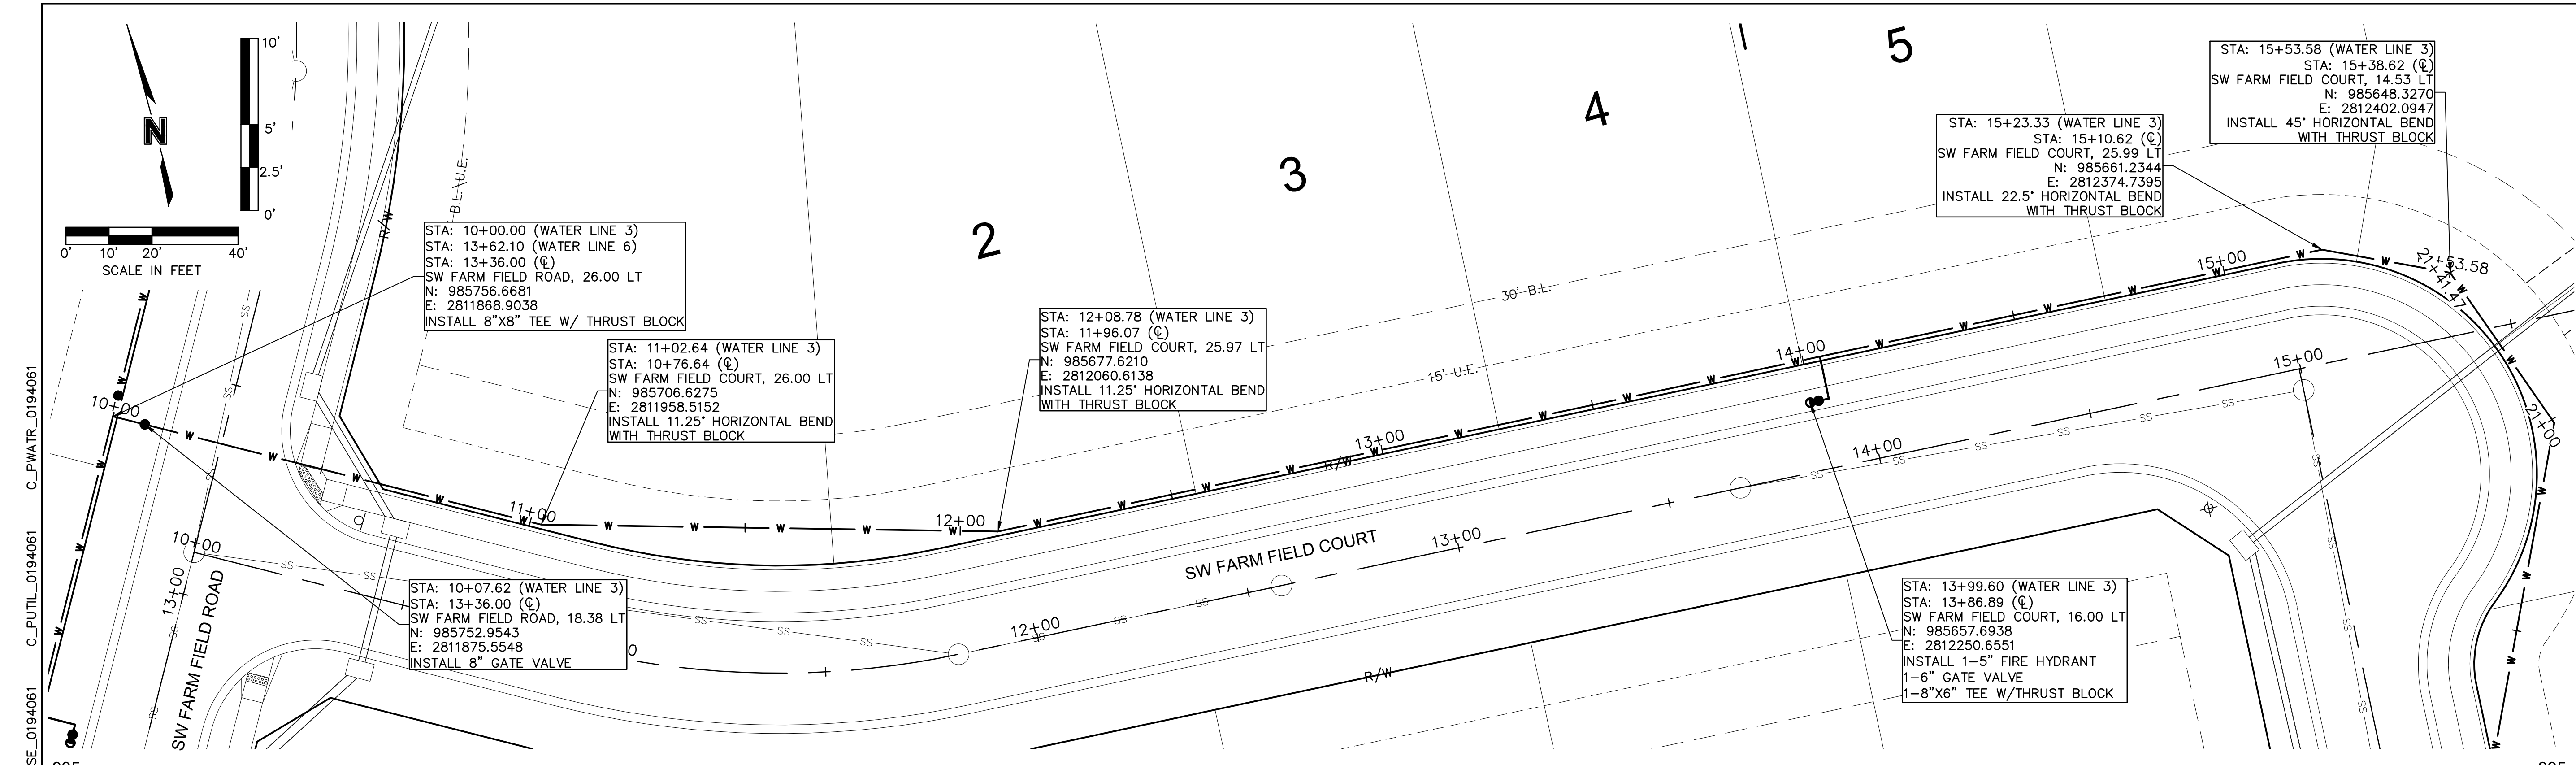 10'
5'
2.5'
0'
N
0' 10' 20' 40'
SCALE IN FEET
STA: 10+00.00 (WATER LINE 3)
STA: 13+62.10 (WATER LINE 6)
STA: 13+36.00 (℄)
SW FARM FIELD ROAD, 26.00 LT
N: 985756.6681
E: 2811868.9038
INSTALL 8"X8" TEE W/ THRUST BLOCK
STA: 11+02.64 (WATER LINE 3)
STA: 10+76.64 (℄)
SW FARM FIELD COURT, 26.00 LT
N: 985706.6275
E: 2811958.5152
INSTALL 11.25° HORIZONTAL BEND
WITH THRUST BLOCK
STA: 12+08.78 (WATER LINE 3)
STA: 11+96.07 (℄)
SW FARM FIELD COURT, 25.97 LT
N: 985677.6210
E: 2812060.6138
INSTALL 11.25° HORIZONTAL BEND
WITH THRUST BLOCK
STA: 15+23.33 (WATER LINE 3)
STA: 15+10.62 (℄)
SW FARM FIELD COURT, 25.99 LT
N: 985661.2344
E: 2812374.7395
INSTALL 22.5° HORIZONTAL BEND
WITH THRUST BLOCK
STA: 15+53.58 (WATER LINE 3)
STA: 15+38.62 (℄)
SW FARM FIELD COURT, 14.53 LT
N: 985648.3270
E: 2812402.0947
INSTALL 45° HORIZONTAL BEND
WITH THRUST BLOCK
STA: 10+07.62 (WATER LINE 3)
STA: 13+36.00 (℄)
SW FARM FIELD ROAD, 18.38 LT
N: 985752.9543
E: 2811875.5548
INSTALL 8" GATE VALVE
STA: 13+99.60 (WATER LINE 3)
STA: 13+86.89 (℄)
SW FARM FIELD COURT, 16.00 LT
N: 985657.6938
E: 2812250.6551
INSTALL 1-5" FIRE HYDRANT
1-6" GATE VALVE
1-8"X6" TEE W/THRUST BLOCK
2
3
4
5
B.L.\U.E.
R/W
30' B.L.
15' U.E.
R/W
R/W
10+00
11+00
12+00
13+00
14+00
15+00
21+41.47
21+00
10+00
13+00
12+00
13+00
14+00
15+00
SW FARM FIELD ROAD
SW FARM FIELD COURT
W
SS
C_PWATR_0194061
C_PUTIL_0194061
SE_0194061